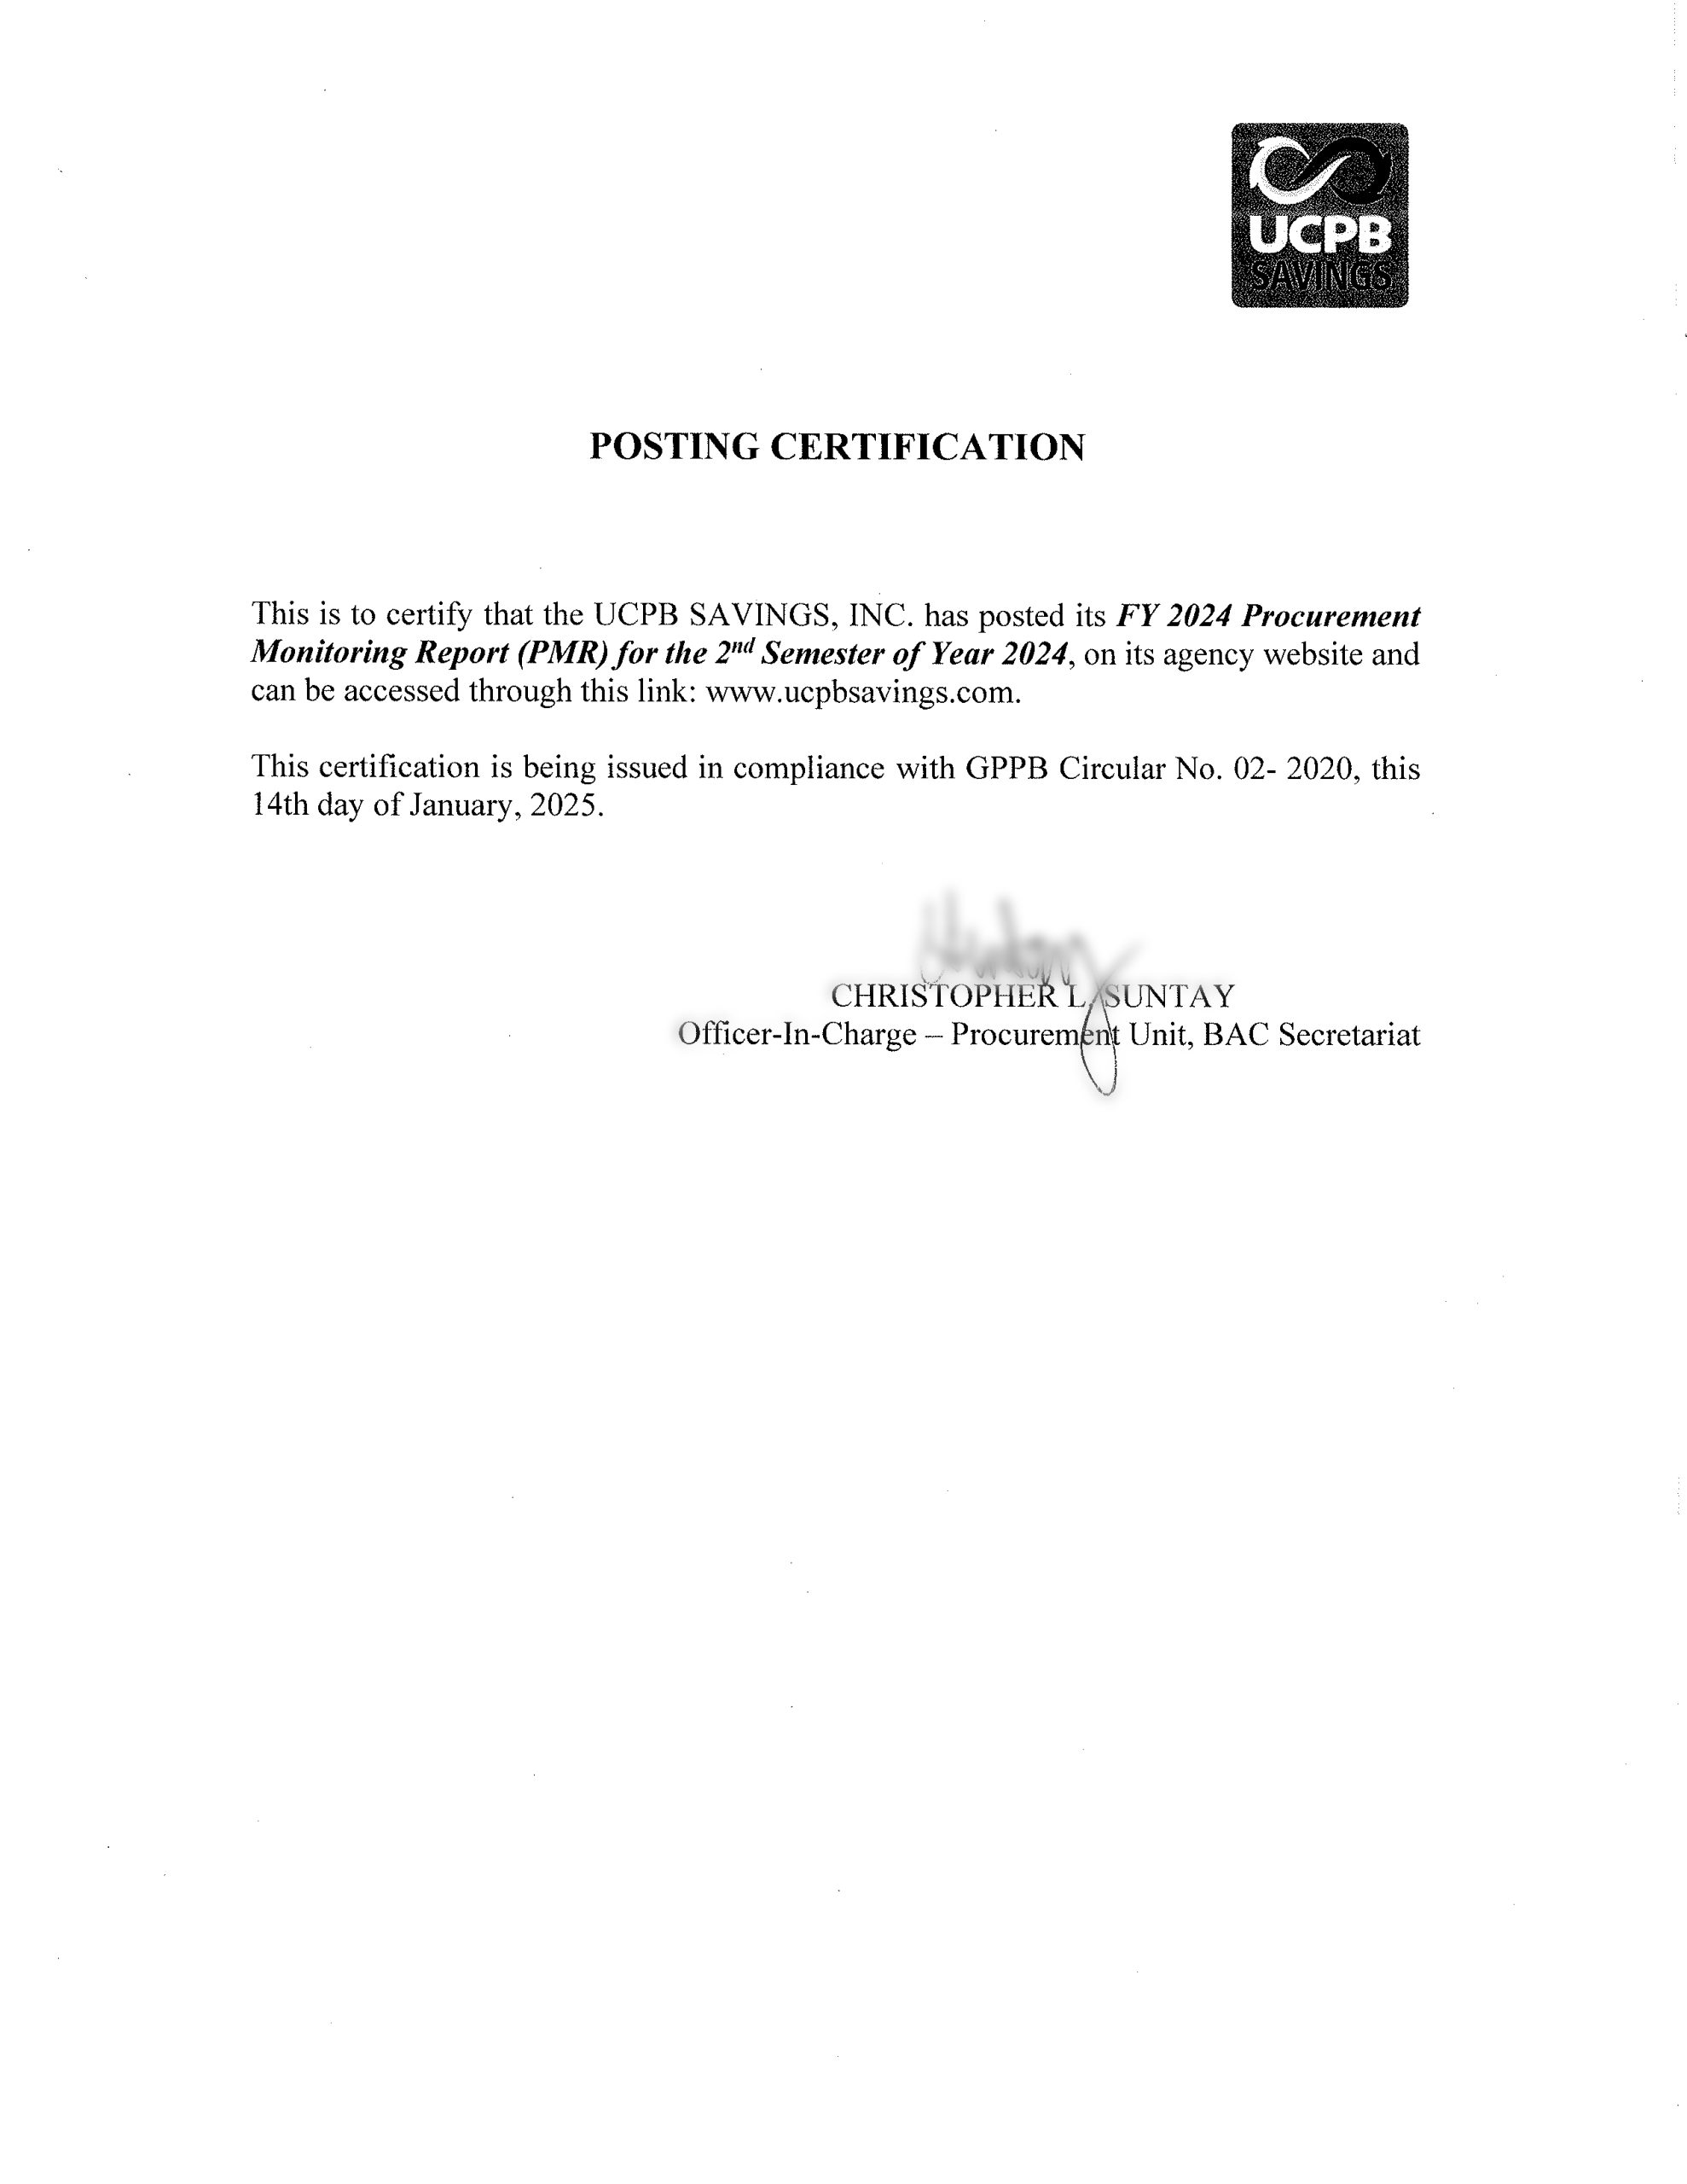 UCPB
SAVINGS
POSTING CERTIFICATION
This is to certify that the UCPB SAVINGS, INC. has posted its FY 2024 Procurement
Monitoring Report (PMR) for the 2nd Semester of Year 2024, on its agency website and
can be accessed through this link: www.ucpbsavings.com.
This certification is being issued in compliance with GPPB Circular No. 02- 2020, this
14th day of January, 2025.
CHRISTOPHER L. SUNTAY
Officer-In-Charge – Procurement Unit, BAC Secretariat